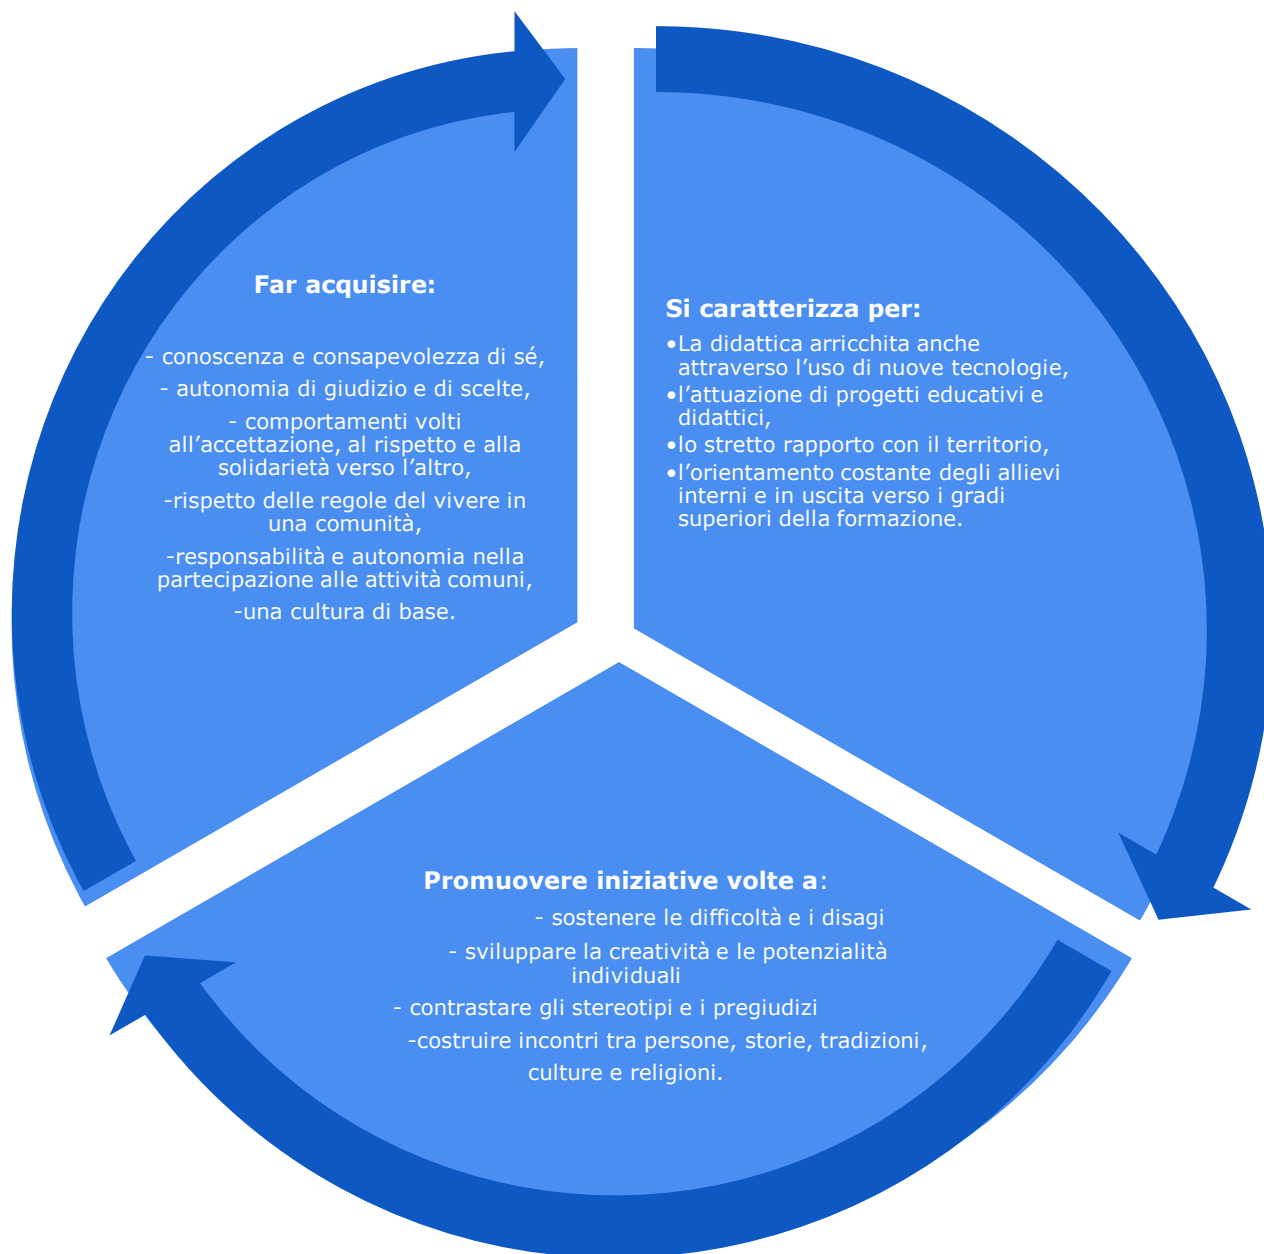 Far acquisire:
- conoscenza e consapevolezza di sé,
- autonomia di giudizio e di scelte,
- comportamenti volti
all’accettazione, al rispetto e alla
solidarietà verso l’altro,
-rispetto delle regole del vivere in
una comunità,
-responsabilità e autonomia nella
partecipazione alle attività comuni,
-una cultura di base.
Si caratterizza per:
•La didattica arricchita anche
attraverso l’uso di nuove tecnologie,
•l’attuazione di progetti educativi e
didattici,
•lo stretto rapporto con il territorio,
•l’orientamento costante degli allievi
interni e in uscita verso i gradi
superiori della formazione.
Promuovere iniziative volte a:
- sostenere le difficoltà e i disagi
- sviluppare la creatività e le potenzialità
individuali
- contrastare gli stereotipi e i pregiudizi
-costruire incontri tra persone, storie, tradizioni,
culture e religioni.